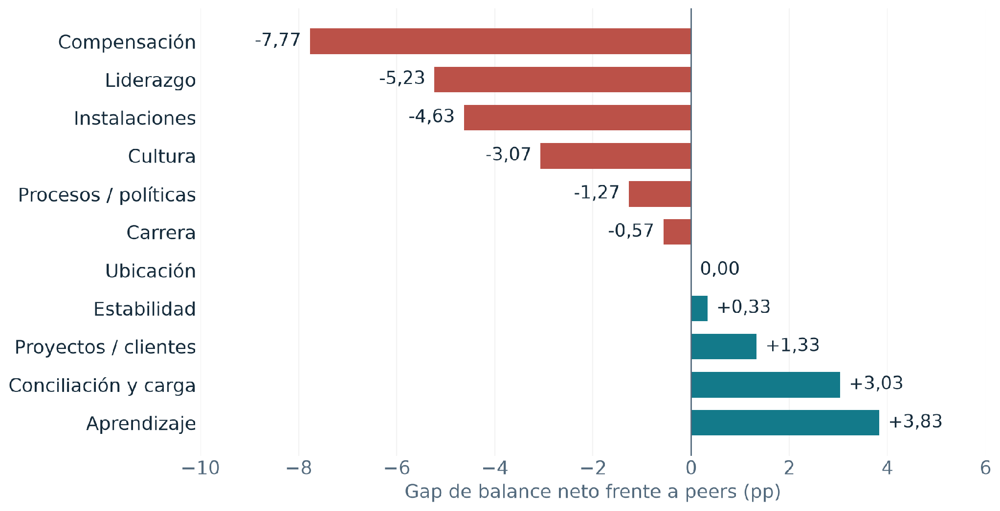 Compensación -7,77
Liderazgo -5,23
Instalaciones -4,63
Cultura -3,07
Procesos / políticas -1,27
Carrera -0,57
Ubicación 0,00
Estabilidad +0,33
Proyectos / clientes +1,33
Conciliación y carga +3,03
Aprendizaje +3,83
−10 −8 −6 −4 −2 0 2 4 6
Gap de balance neto frente a peers (pp)